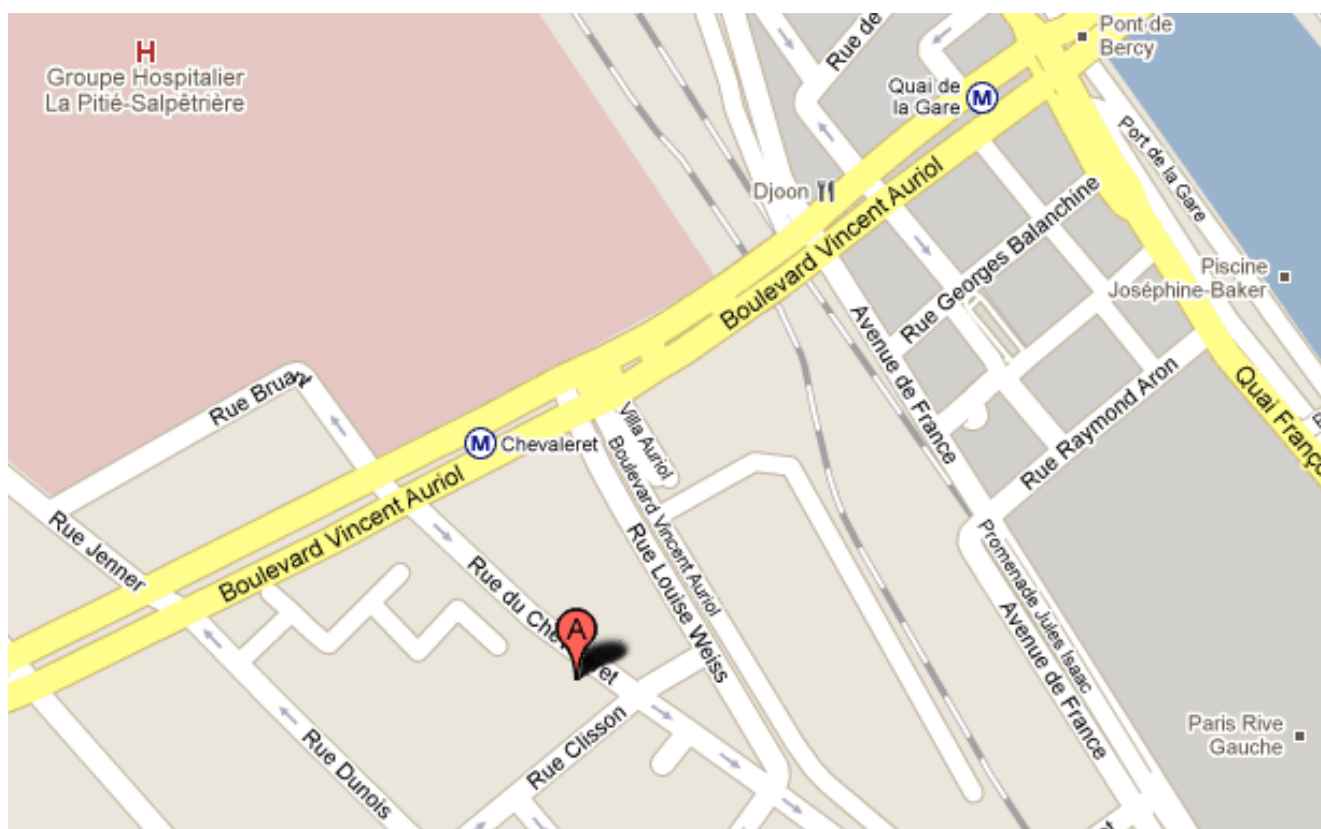 H
Groupe Hospitalier
La Pitié-Salpêtrière
Rue de
Pont de
Bercy
Quai de
la Gare
M
Port de la Gare
Djoon
Boulevard Vincent Auriol
Rue Georges Balanchine
Piscine
Joséphine-Baker
Avenue de France
Rue Raymond Aron
Quai Franço
Rue Bruant
Villa Auriol
M
Chevaleret
Boulevard Vincent Auriol
Boulevard Vincent Auriol
Rue Jenner
Rue Louise Weiss
Rue du Chevaleret
A
Promenade Jules Isaac
Avenue de France
Rue Clisson
Rue Dunois
Paris Rive
Gauche